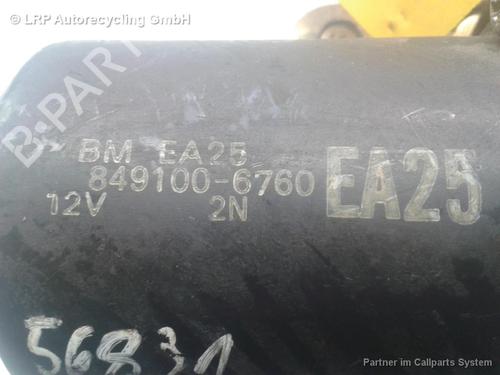 LRP Autorecycling GmbH
B-PARTS
BM EA25
849100-6760
12V 2N
EA25
56831
Partner im Callparts System